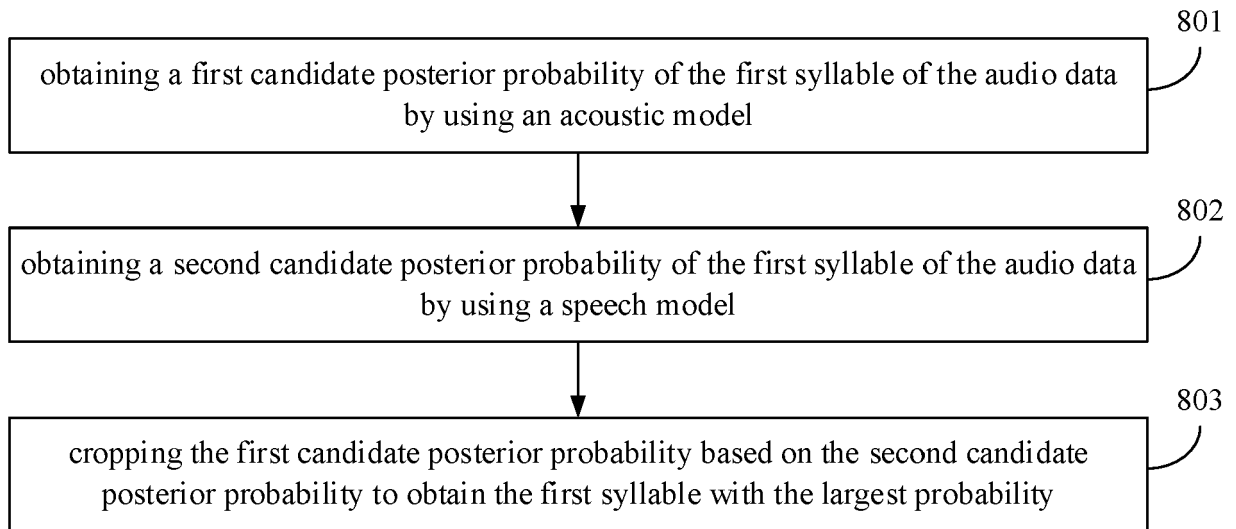 801
obtaining a first candidate posterior probability of the first syllable of the audio data
by using an acoustic model
802
obtaining a second candidate posterior probability of the first syllable of the audio data
by using a speech model
803
cropping the first candidate posterior probability based on the second candidate
posterior probability to obtain the first syllable with the largest probability